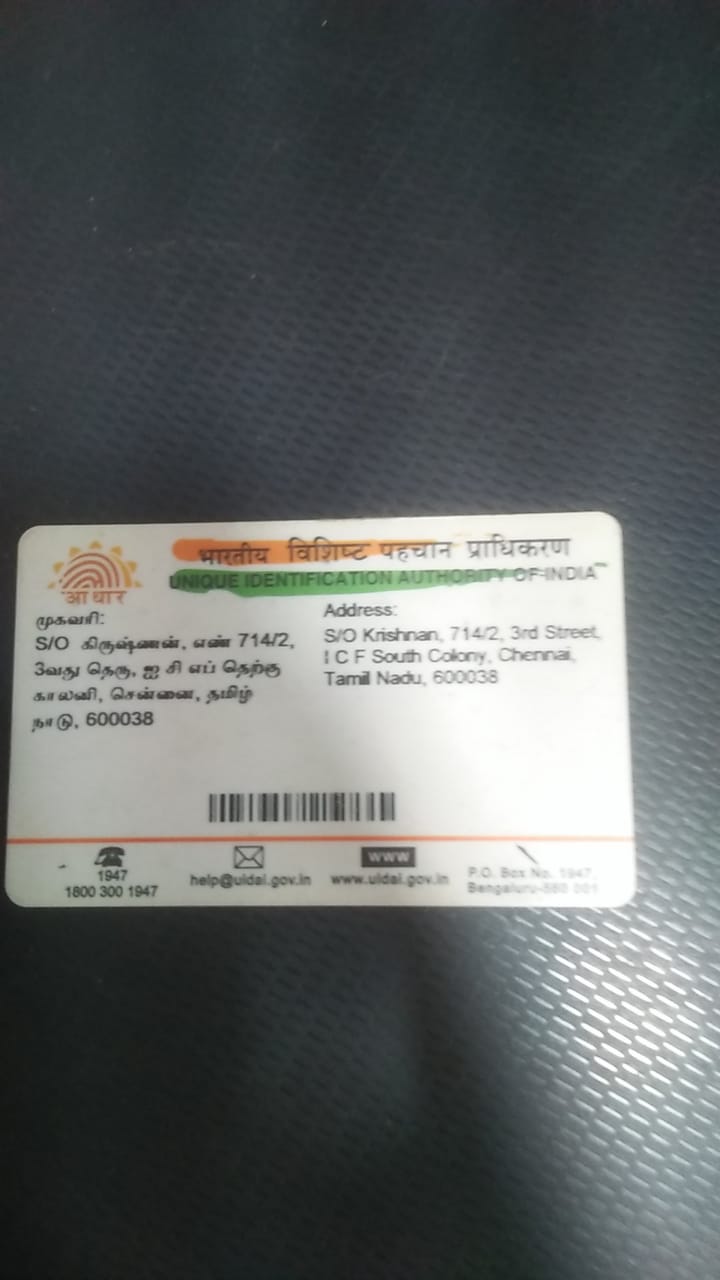 भारतीय विशिष्ट पहचान प्राधिकरण
UNIQUE IDENTIFICATION AUTHORITY OF INDIA
आधार
முகவரி:
S/O கிருஷ்ணன், எண் 714/2,
3வது தெரு, ஐ சி எப் தெற்கு
காலனி, சென்னை, தமிழ்
நாடு, 600038
Address:
S/O Krishnan, 714/2, 3rd Street,
I C F South Colony, Chennai,
Tamil Nadu, 600038
1947
1800 300 1947
help@uidai.gov.in
www
www.uidai.gov.in
P.O. Box No. 1947,
Bengaluru-560 001